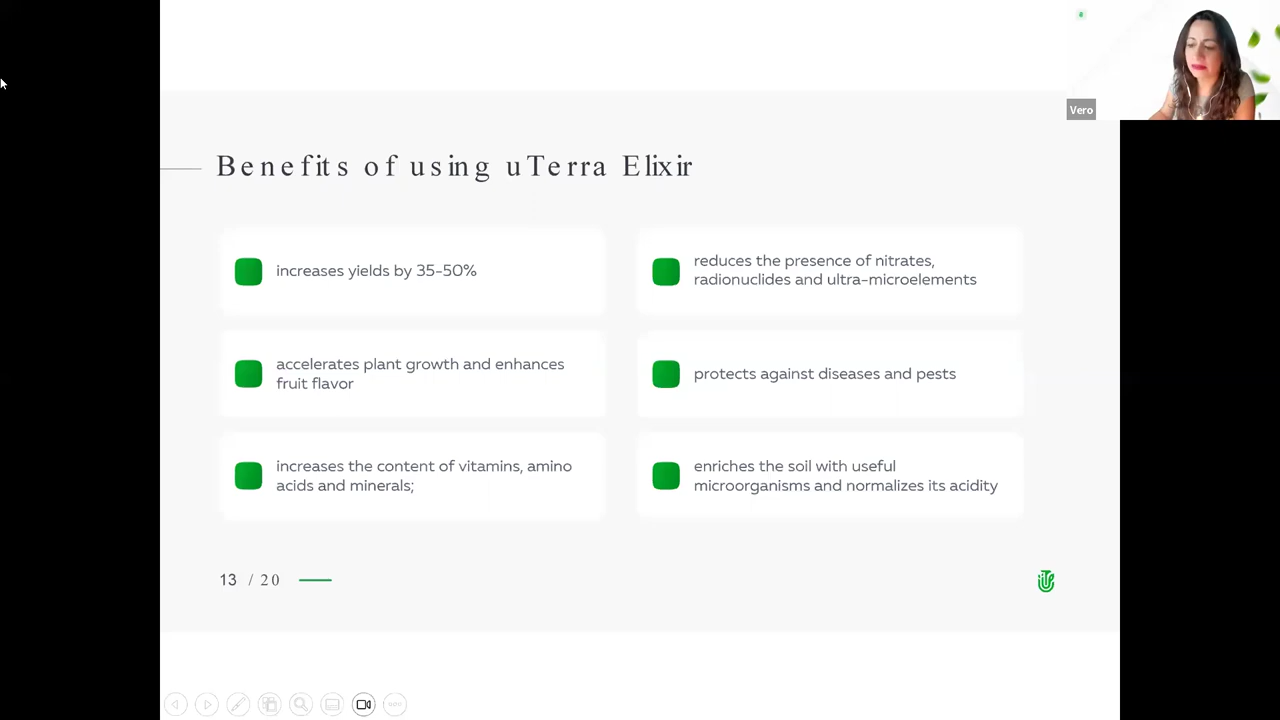 Vero
Benefits of using uTerra Elixir
increases yields by 35-50%
reduces the presence of nitrates,
radionuclides and ultra-microelements
accelerates plant growth and enhances
fruit flavor
protects against diseases and pests
increases the content of vitamins, amino
acids and minerals;
enriches the soil with useful
microorganisms and normalizes its acidity
13 / 20